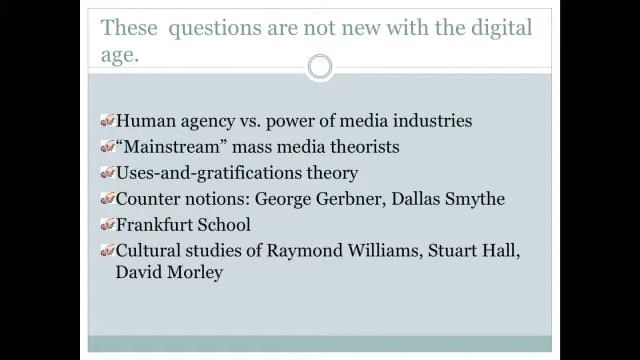 These questions are not new with the digital
age.
Human agency vs. power of media industries
“Mainstream” mass media theorists
Uses-and-gratifications theory
Counter notions: George Gerbner, Dallas Smythe
Frankfurt School
Cultural studies of Raymond Williams, Stuart Hall,
David Morley